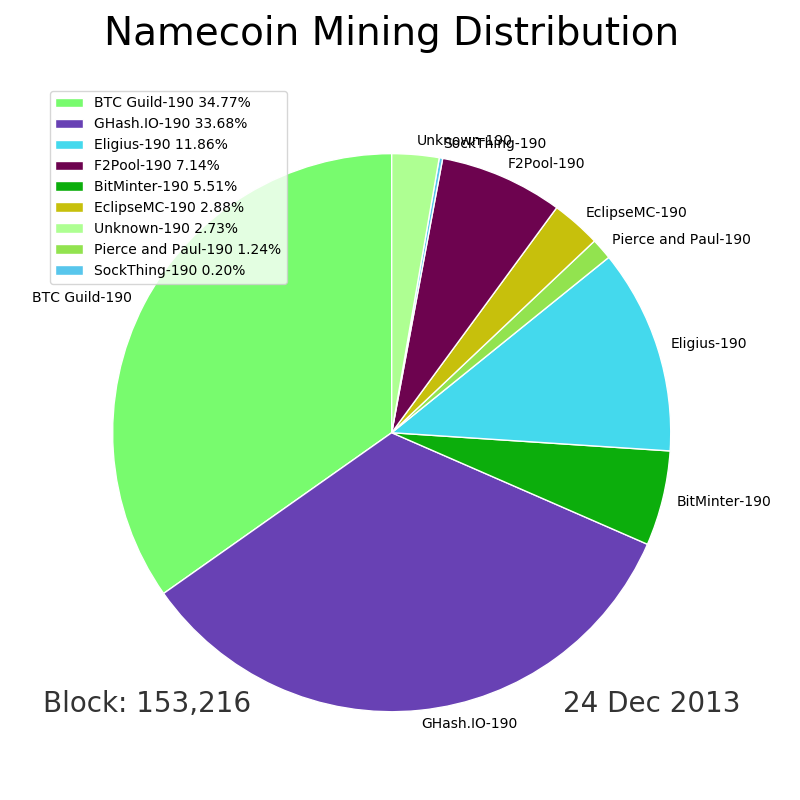 Namecoin Mining Distribution
BTC Guild-190 34.77%
GHash.IO-190 33.68%
Eligius-190 11.86%
F2Pool-190 7.14%
BitMinter-190 5.51%
EclipseMC-190 2.88%
Unknown-190 2.73%
Pierce and Paul-190 1.24%
SockThing-190 0.20%
Unknown-190
SockThing-190
F2Pool-190
EclipseMC-190
Pierce and Paul-190
BTC Guild-190
Eligius-190
BitMinter-190
GHash.IO-190
Block: 153,216
24 Dec 2013